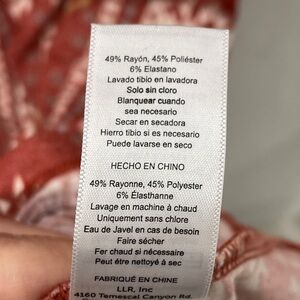 49% Rayón, 45% Poliéster
6% Elastano
Lavado tibio en lavadora
Solo sin cloro
Blanquear cuando
sea necesario
Secar en secadora
Hierro tibio si es necesario
Puede lavarse en seco
HECHO EN CHINO
49% Rayonne, 45% Polyester
6% Élasthanne
Lavage en machine à chaud
Uniquement sans chlore
Eau de Javel en cas de besoin
Faire sécher
Fer chaud si nécessaire
Peut être nettoyé à sec
FABRIQUÉ EN CHINE
LLR, Inc
4160 Temescal Canyon Rd